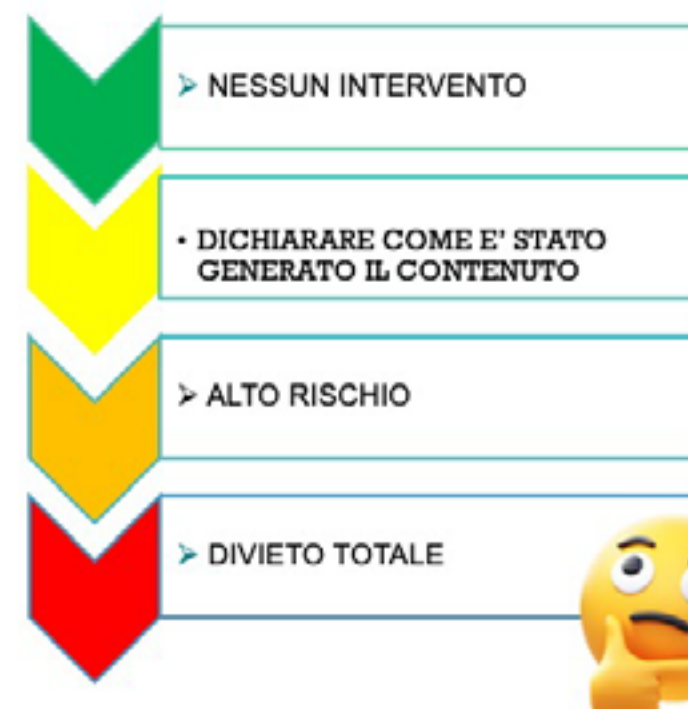 ➢ NESSUN INTERVENTO
• DICHIARARE COME E' STATO
GENERATO IL CONTENUTO
➢ ALTO RISCHIO
➢ DIVIETO TOTALE